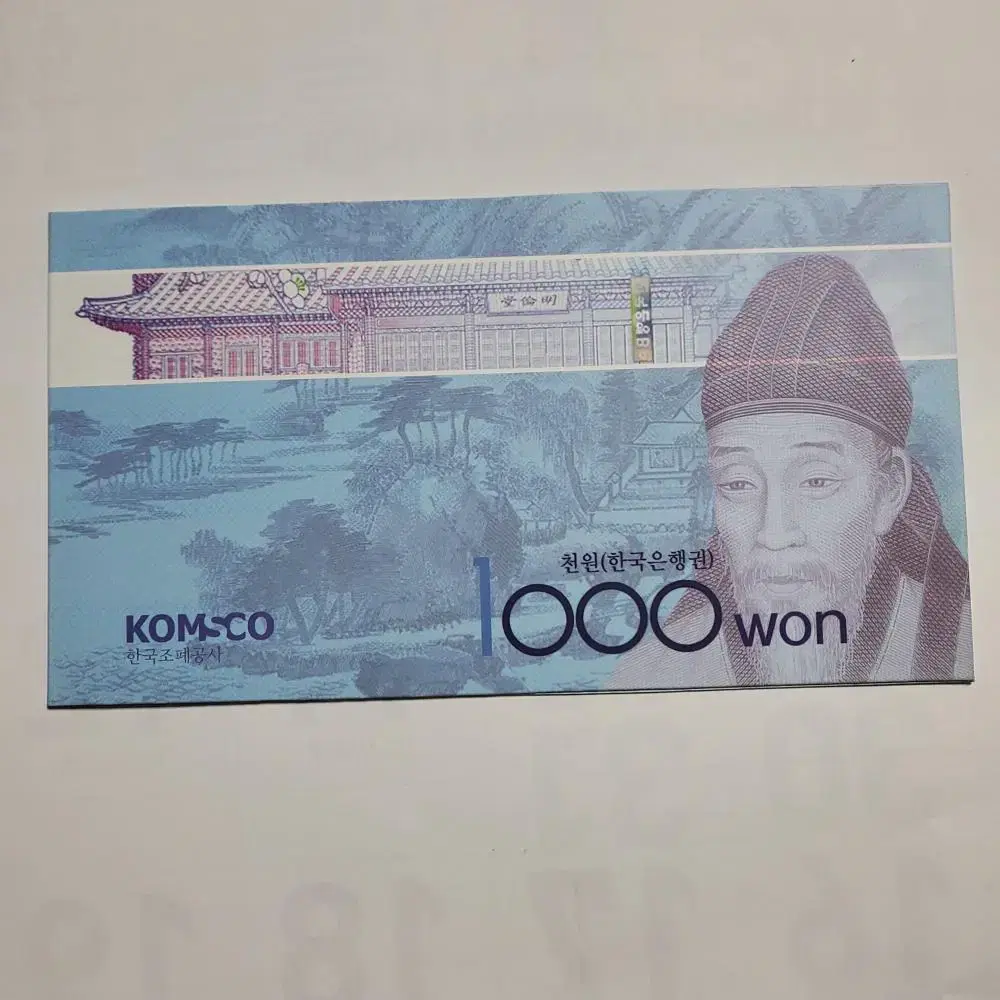 明倫堂
천원(한국은행권)
1000 won
KOMSCO
한국조폐공사